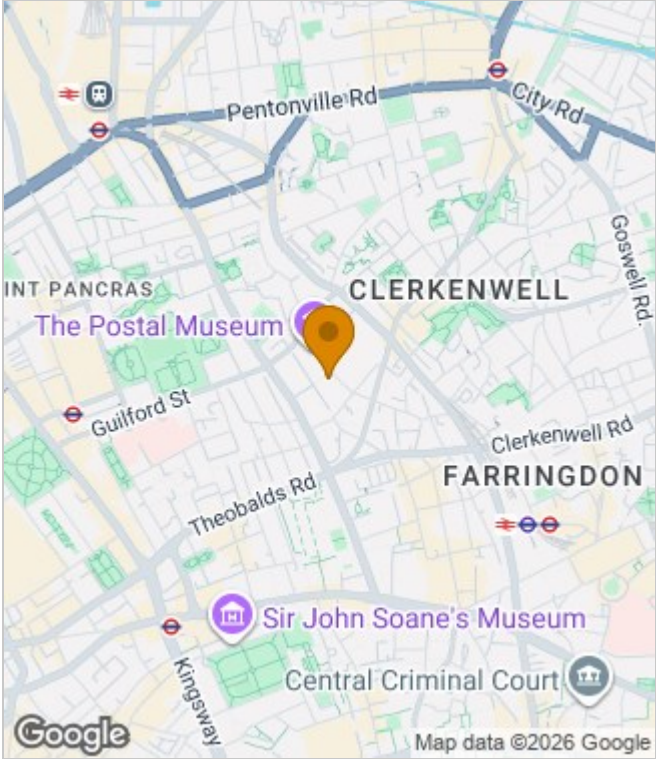 Pentonville Rd
City Rd
Goswell Rd.
INT PANCRAS
CLERKENWELL
The Postal Museum
Guilford St
Clerkenwell Rd
FARRINGDON
Theobalds Rd
Sir John Soane's Museum
Central Criminal Court
Kingsway
Google
Map data ©2026 Google